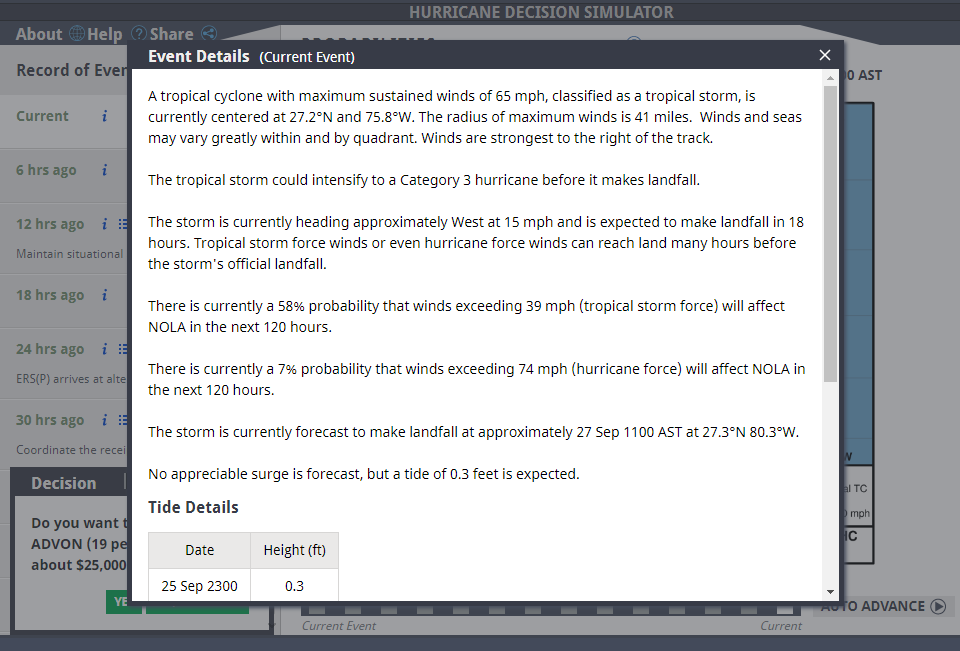 HURRICANE DECISION SIMULATOR
About Help Share
Record of Even
Current
6 hrs ago
12 hrs ago
Maintain situational
18 hrs ago
24 hrs ago
ERS(P) arrives at alte
30 hrs ago
Coordinate the recei
Decision
Do you want t
ADVON (19 pe
about $25,000
YE
Event Details (Current Event)
A tropical cyclone with maximum sustained winds of 65 mph, classified as a tropical storm, is
currently centered at 27.2°N and 75.8°W. The radius of maximum winds is 41 miles. Winds and seas
may vary greatly within and by quadrant. Winds are strongest to the right of the track.
The tropical storm could intensify to a Category 3 hurricane before it makes landfall.
The storm is currently heading approximately West at 15 mph and is expected to make landfall in 18
hours. Tropical storm force winds or even hurricane force winds can reach land many hours before
the storm's official landfall.
There is currently a 58% probability that winds exceeding 39 mph (tropical storm force) will affect
NOLA in the next 120 hours.
There is currently a 7% probability that winds exceeding 74 mph (hurricane force) will affect NOLA in
the next 120 hours.
The storm is currently forecast to make landfall at approximately 27 Sep 1100 AST at 27.3°N 80.3°W.
No appreciable surge is forecast, but a tide of 0.3 feet is expected.
Tide Details
Date Height (ft)
25 Sep 2300 0.3
00 AST
W
al TC
0 mph
HC
AUTO ADVANCE
Current Event
Current